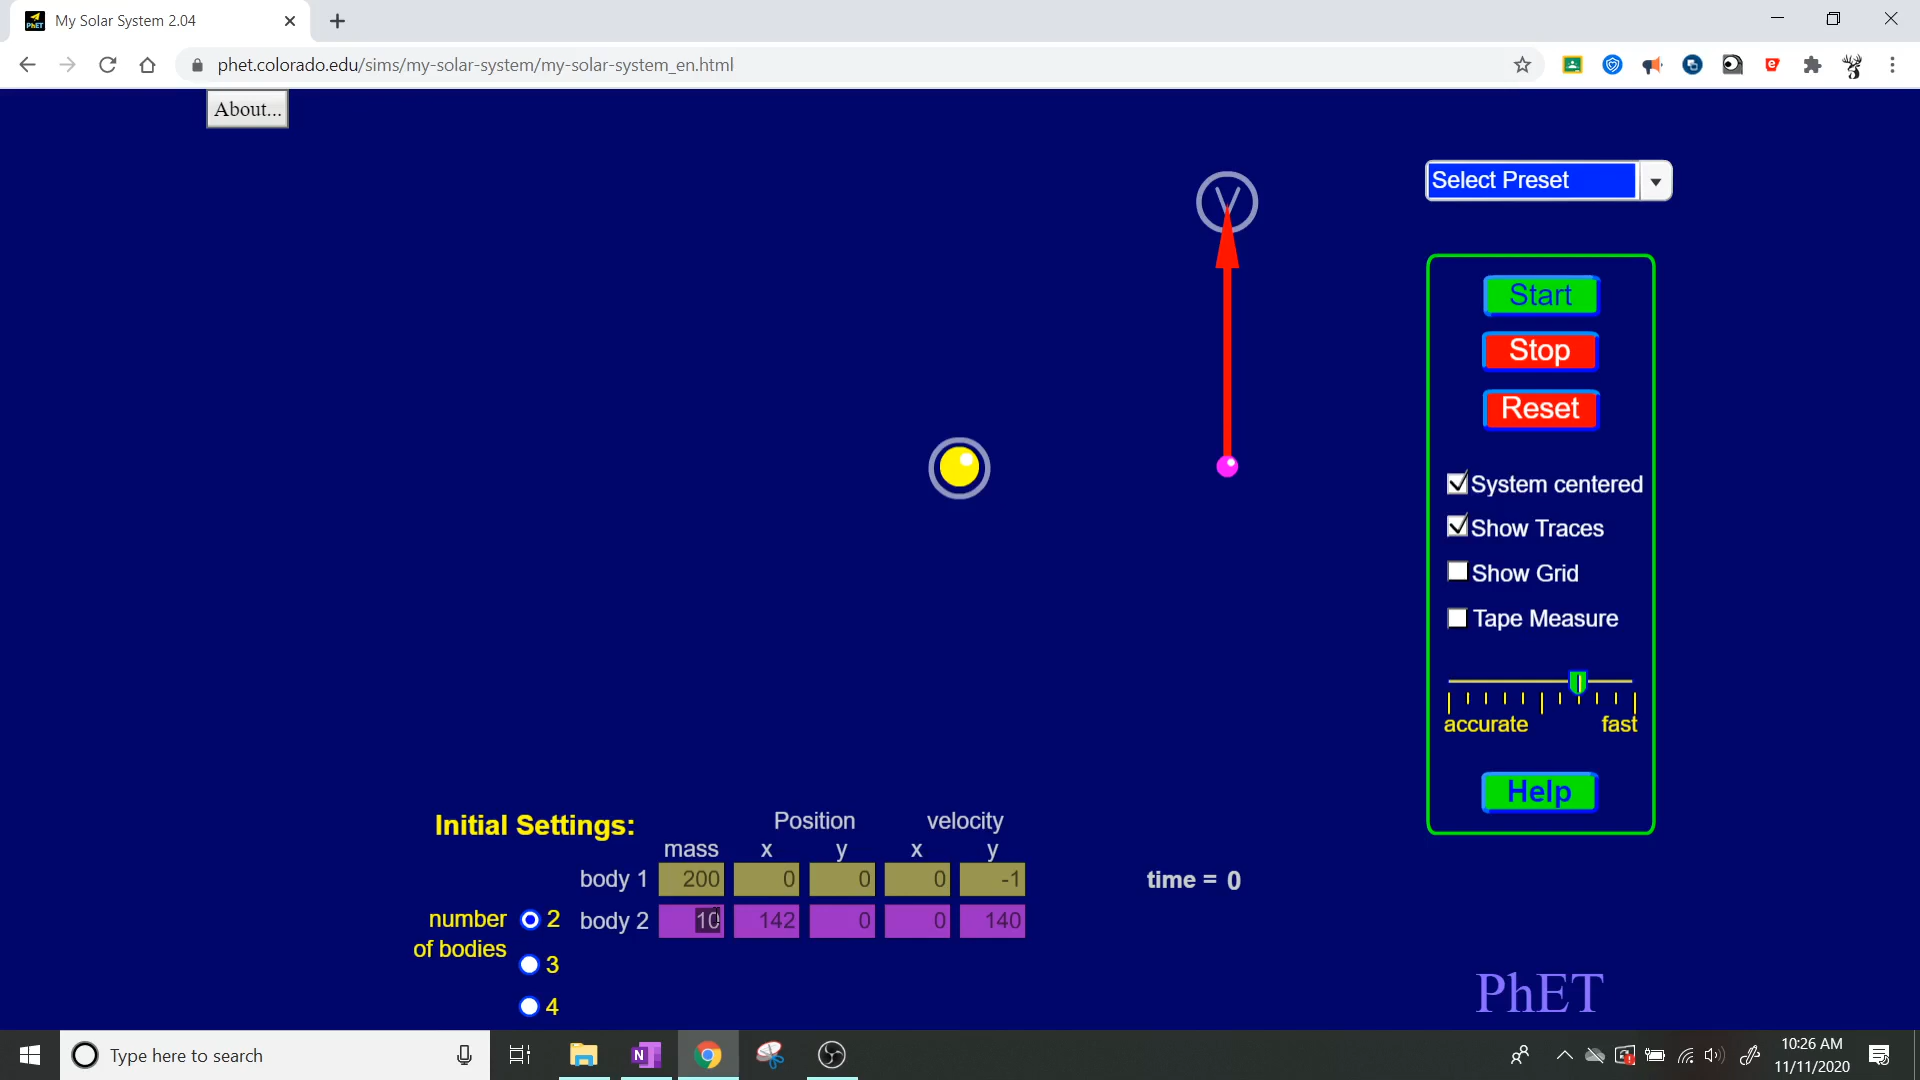 My Solar System 2.04
phet.colorado.edu/sims/my-solar-system/my-solar-system_en.html
About...
V
Select Preset
Start
Stop
Reset
System centered
Show Traces
Show Grid
Tape Measure
accurate fast
Help
Initial Settings:
Position velocity
mass x y x y
body 1 200 0 0 0 -1
time = 0
number of bodies
2
3
4
body 2 10 142 0 0 140
PhET
Type here to search
10:26 AM
11/11/2020